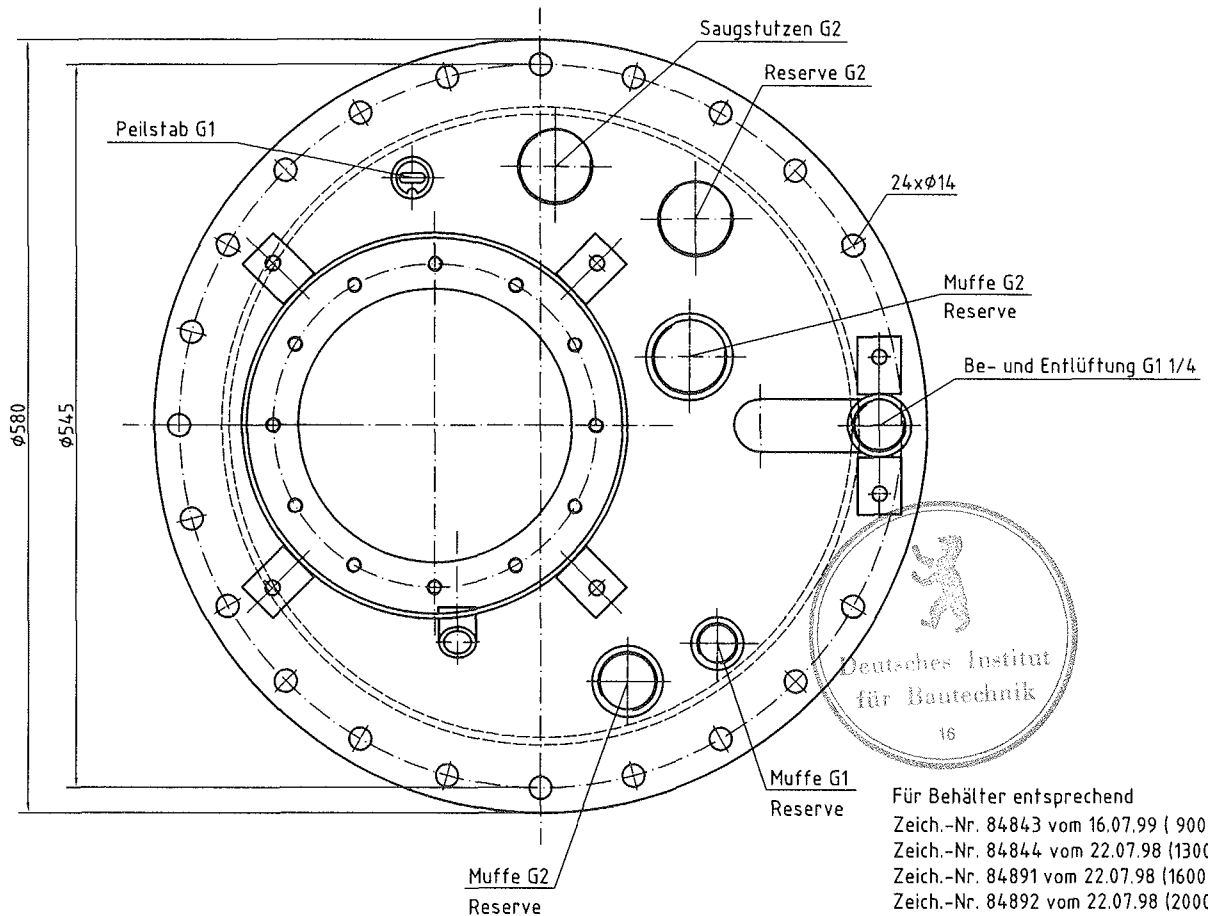 Saugstutzen G2
Reserve G2
Peilstab G1
24xΦ14
Muffe G2
Reserve
Be- und Entlüftung G1 1/4
Φ580
Φ545
Deutsches Institut
für Bautechnik
16
Muffe G1
Reserve
Muffe G2
Reserve
Für Behälter entsprechend
Zeich.-Nr. 84843 vom 16.07.99 ( 900
Zeich.-Nr. 84844 vom 22.07.98 (1300
Zeich.-Nr. 84891 vom 22.07.98 (1600
Zeich.-Nr. 84892 vom 22.07.98 (2000